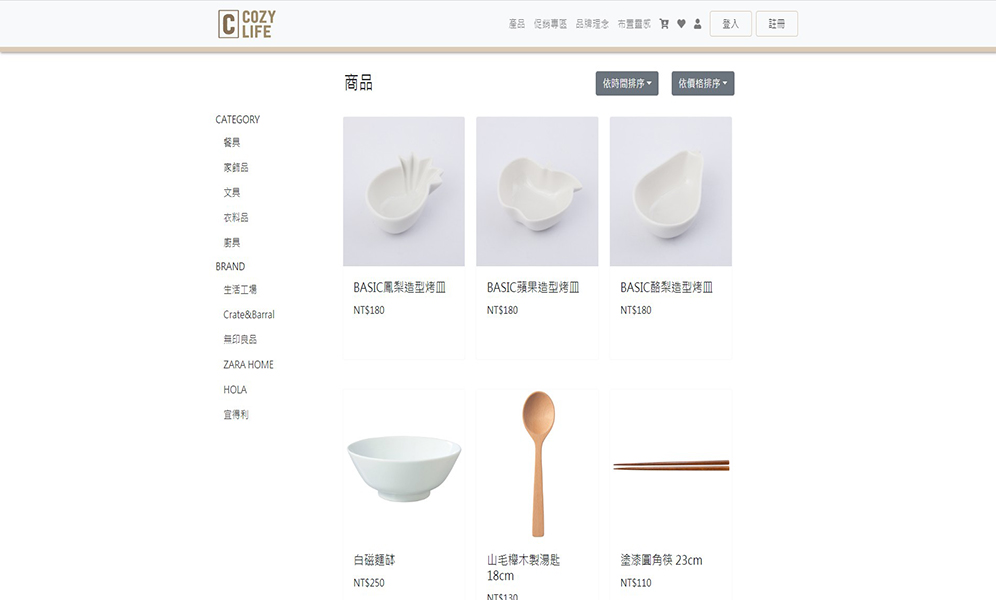 COZY
LIFE
產品 促銷專區 品牌理念 布置靈感 登入 註冊
商品
依時間排序 依價格排序
CATEGORY
餐具
家飾品
文具
衣料品
廚具
BRAND
生活工場
Crate&Barral
無印良品
ZARA HOME
HOLA
宜得利
BASIC鳳梨造型烤皿
NT$180
BASIC蘋果造型烤皿
NT$180
BASIC酪梨造型烤皿
NT$180
白磁麵缽
NT$250
山毛櫸木製湯匙
18cm
NT$130
塗漆圓角筷 23cm
NT$110